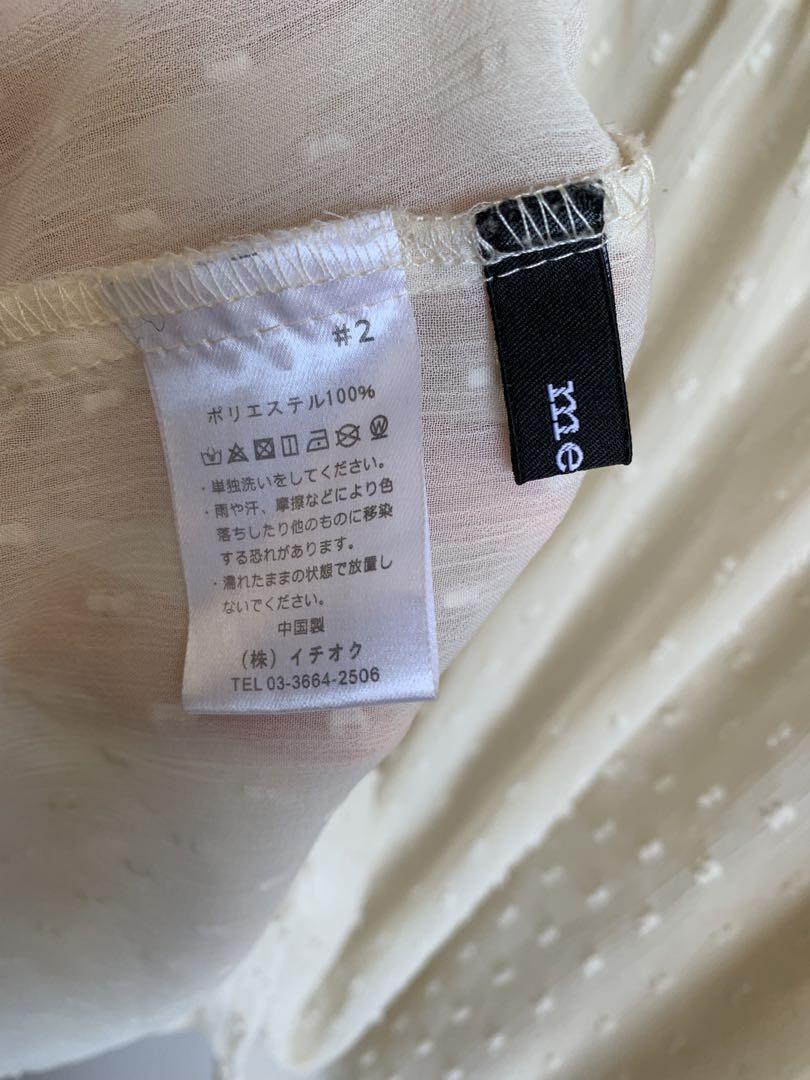 #2
ポリエステル100%
W
・単独洗いをしてください。
・雨や汗、摩擦などにより色
落ちしたり他のものに移染
する恐れがあります。
・濡れたままの状態で放置し
ないでください。
中国製
(株)イチオク
TEL 03-3664-2506
me